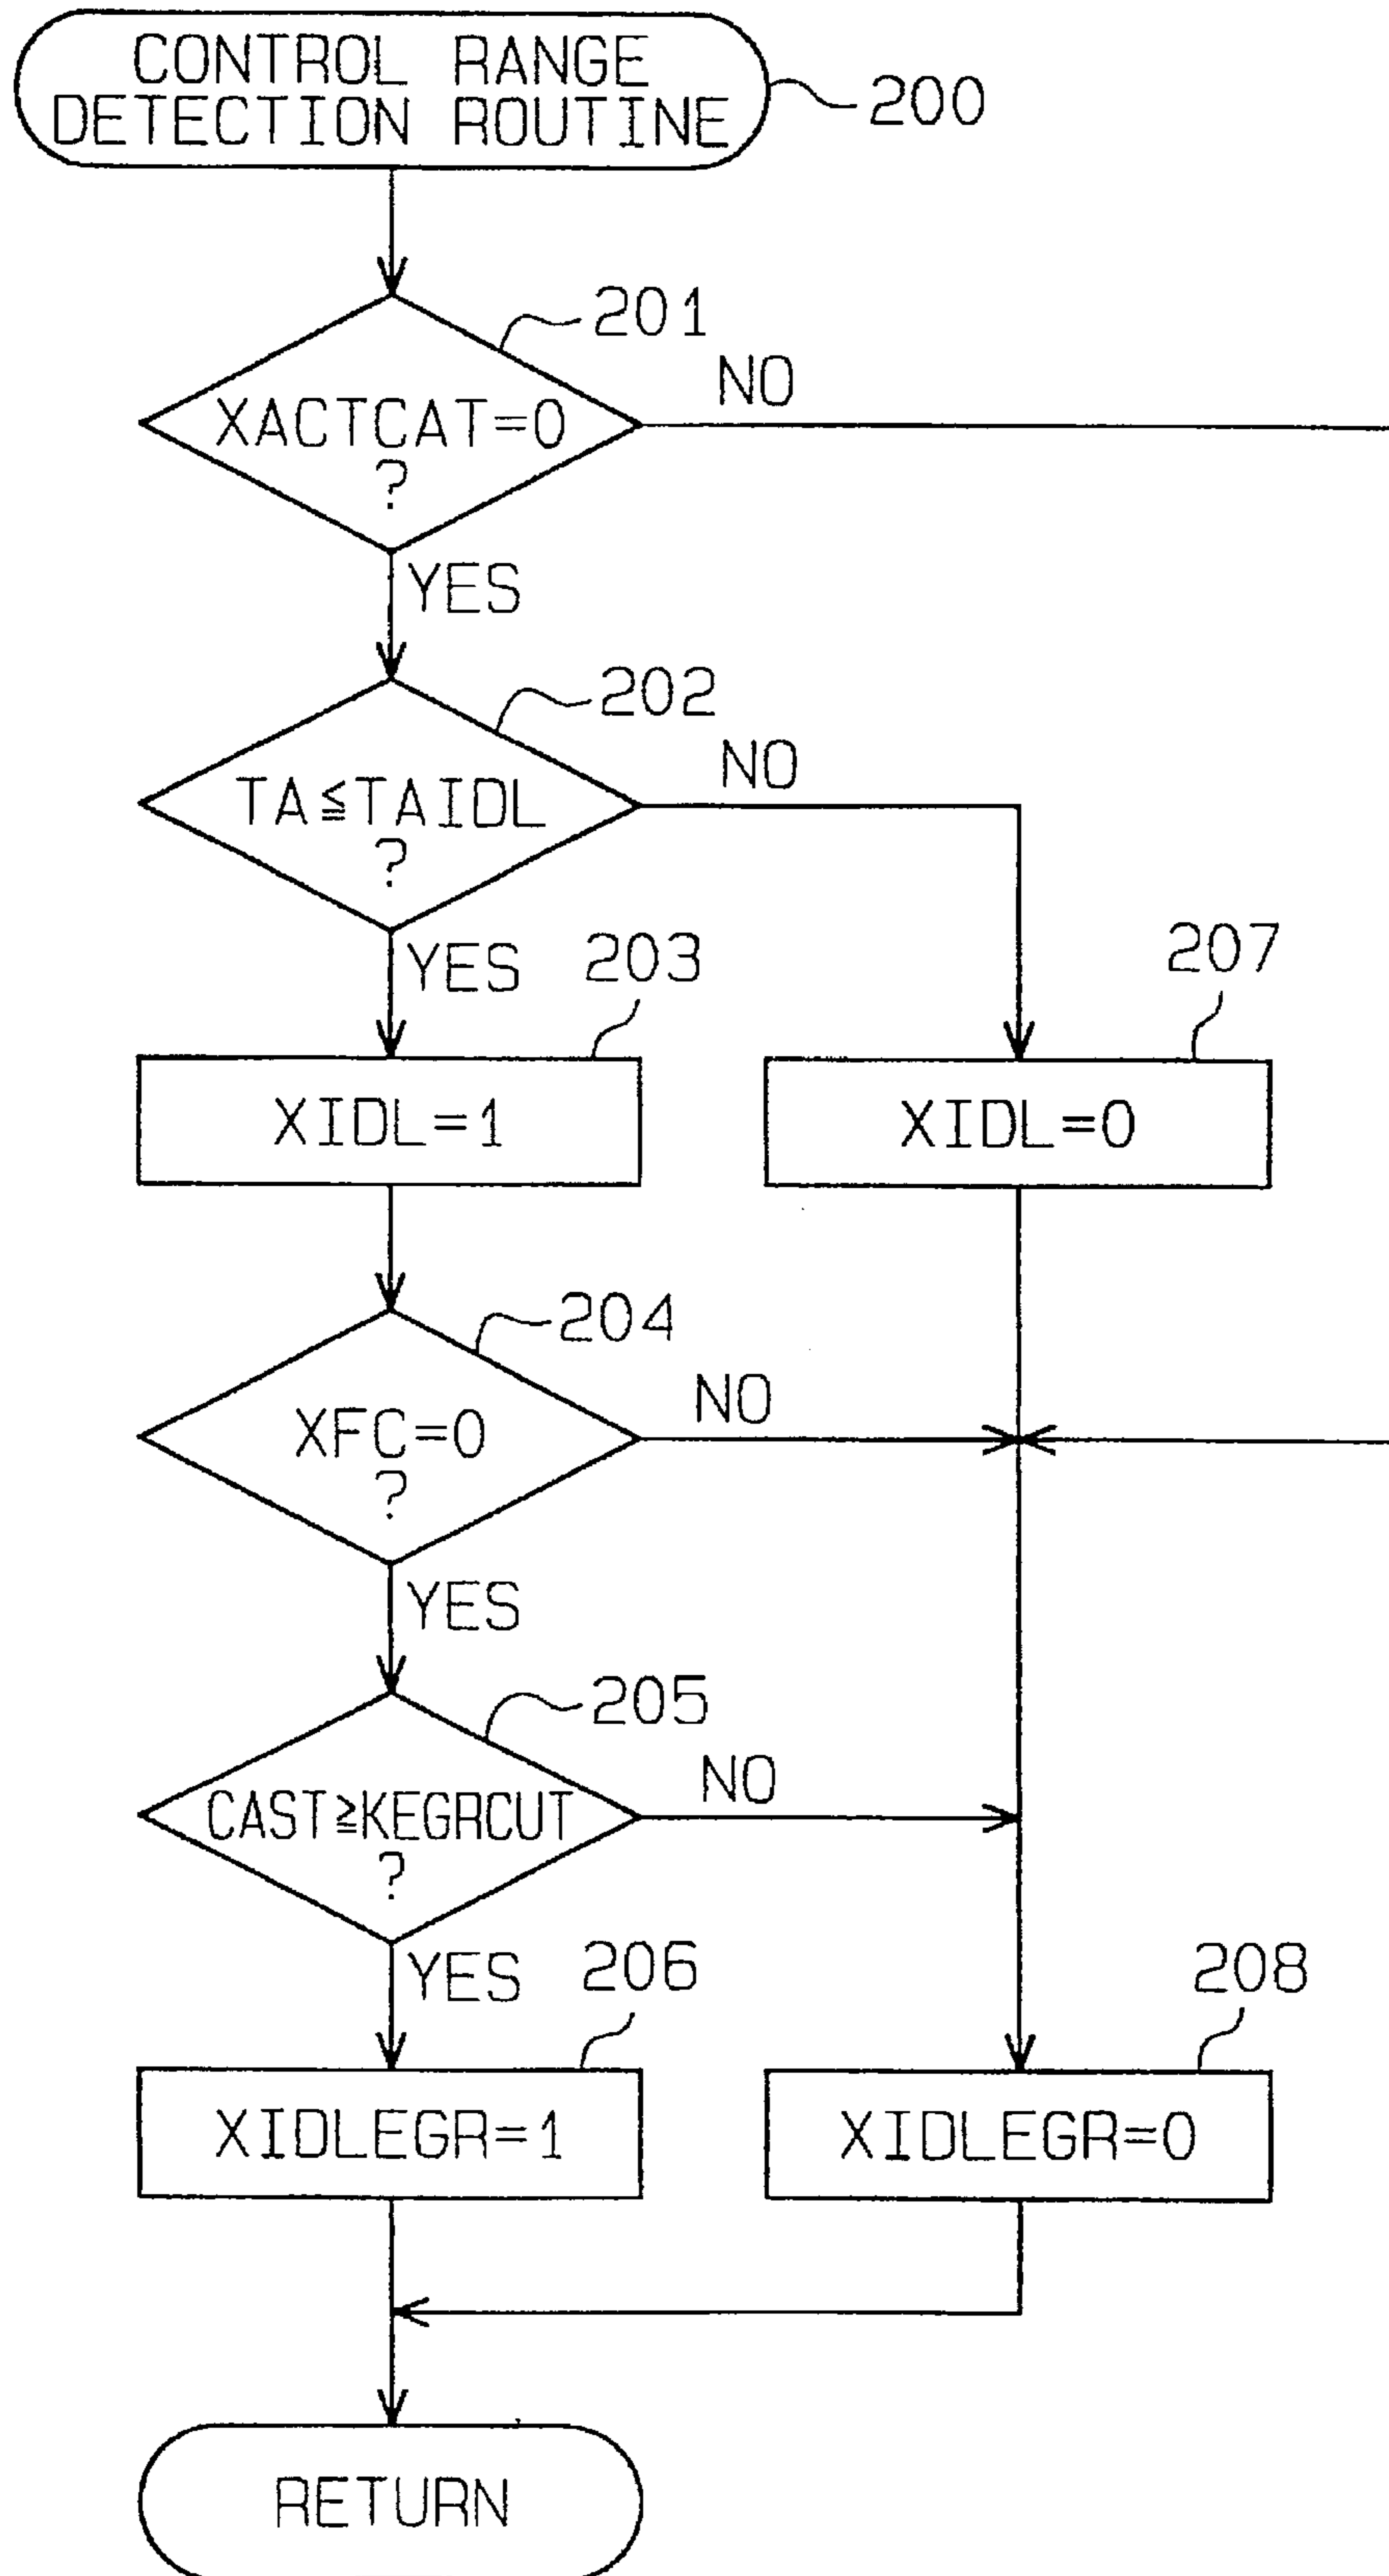 CONTROL RANGE
DETECTION ROUTINE
200
201
XACTCAT=0
?
NO
YES
202
TA≦TAIDL
?
NO
YES
203
XIDL=1
207
XIDL=0
204
XFC=0
?
NO
YES
205
CAST≧KEGRCUT
?
NO
YES
206
XIDLEGR=1
208
XIDLEGR=0
RETURN